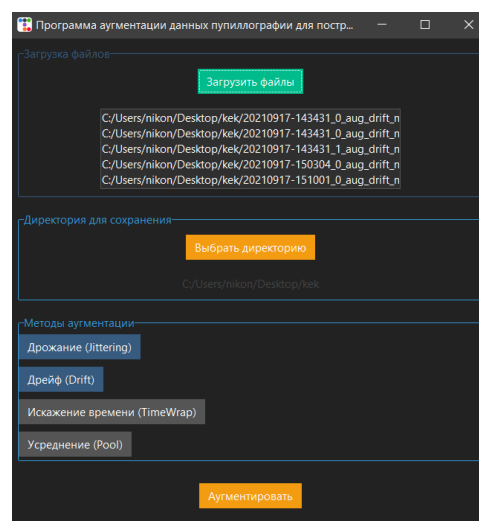 Программа аугментации данных пупиллографии для постр...
Загрузка файлов
Загрузить файлы
C:/Users/nikon/Desktop/kek/20210917-143431_0_aug_drift_n
C:/Users/nikon/Desktop/kek/20210917-143431_0_aug_drift_n
C:/Users/nikon/Desktop/kek/20210917-143431_1_aug_drift_n
C:/Users/nikon/Desktop/kek/20210917-150304_0_aug_drift_n
C:/Users/nikon/Desktop/kek/20210917-151001_0_aug_drift_n
Директория для сохранения
Выбрать директорию
C:/Users/nikon/Desktop/kek
Методы аугментации
Дрожание (Jittering)
Дрейф (Drift)
Искажение времени (TimeWrap)
Усреднение (Pool)
Аугментировать